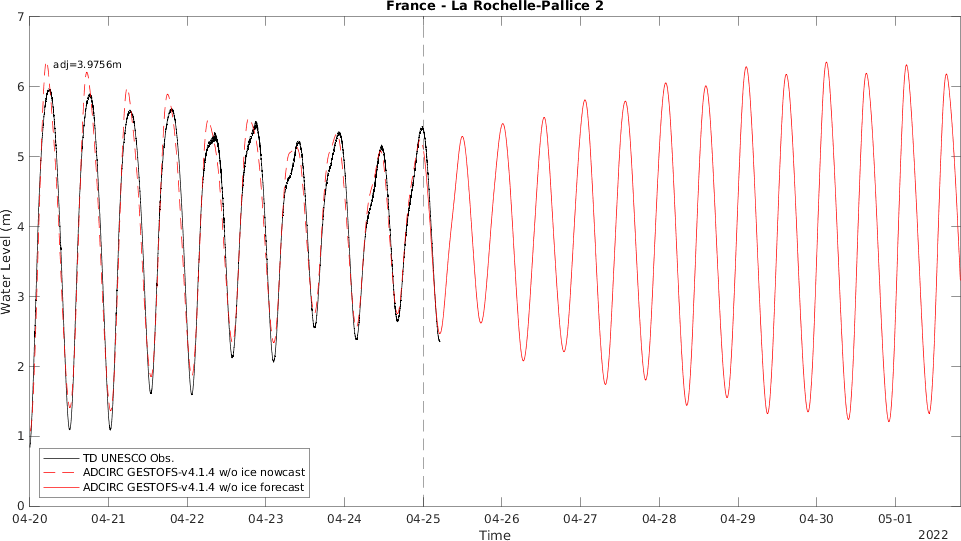 France - La Rochelle-Pallice 2
7
adj=3.9756m
6
5
4
3
2
1
0
Water Level (m)
TD UNESCO Obs.
ADCIRC GESTOFS-v4.1.4 w/o ice nowcast
ADCIRC GESTOFS-v4.1.4 w/o ice forecast
04-20 04-21 04-22 04-23 04-24 04-25 04-26 04-27 04-28 04-29 04-30 05-01
Time
2022